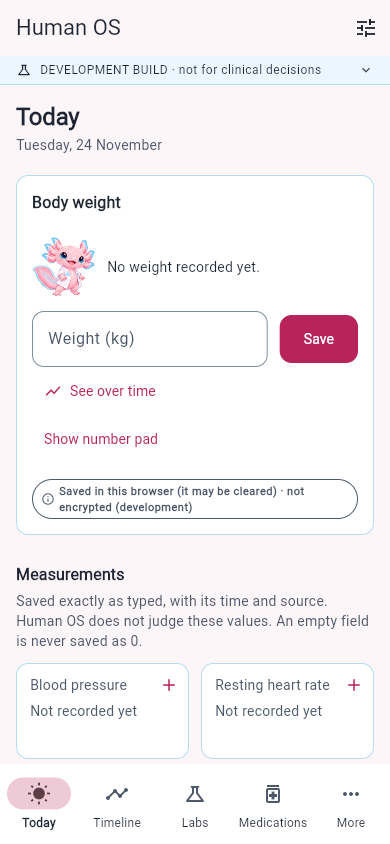 Human OS
DEVELOPMENT BUILD · not for clinical decisions
Today
Tuesday, 24 November
Body weight
No weight recorded yet.
Weight (kg)
Save
See over time
Show number pad
Saved in this browser (it may be cleared) · not
encrypted (development)
Measurements
Saved exactly as typed, with its time and source.
Human OS does not judge these values. An empty field
is never saved as 0.
Blood pressure
Not recorded yet
Resting heart rate
Not recorded yet
Today
Timeline
Labs
Medications
More